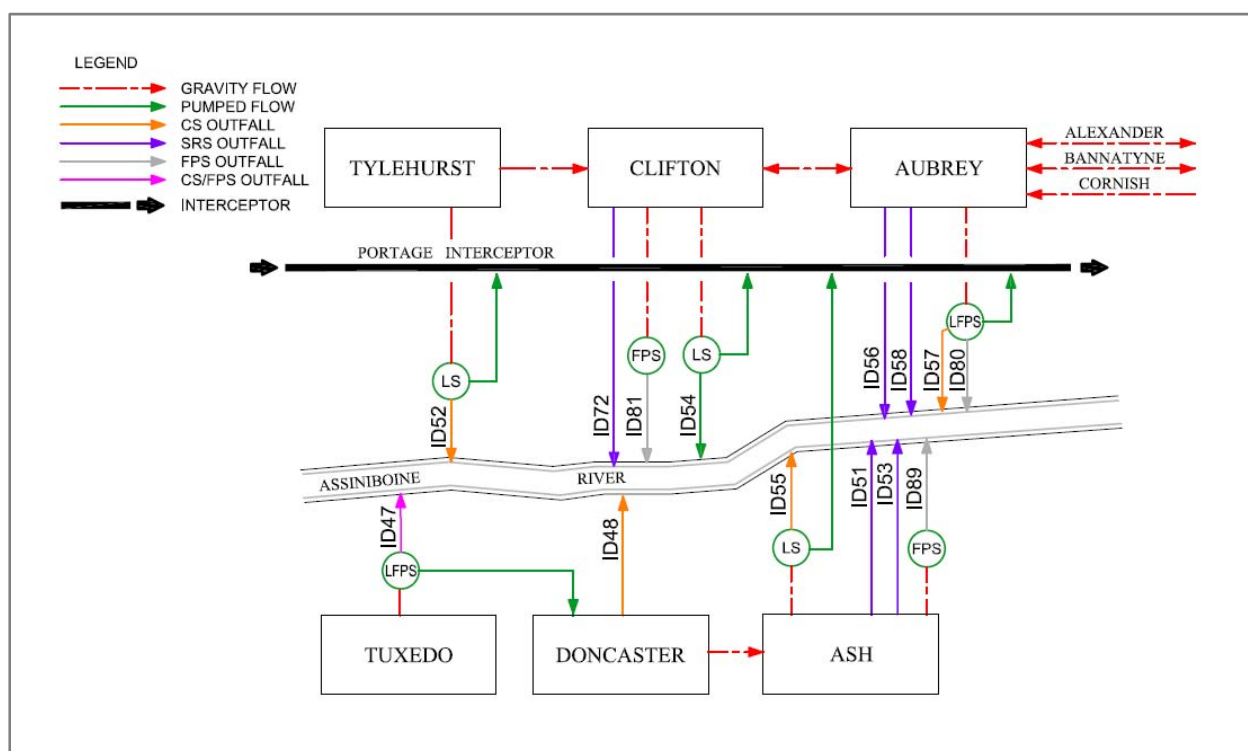 LEGEND
GRAVITY FLOW
PUMPED FLOW
CS OUTFALL
SRS OUTFALL
FPS OUTFALL
CS/FPS OUTFALL
INTERCEPTOR
TYLEHURST
CLIFTON
AUBREY
ALEXANDER
BANNATYNE
CORNISH
PORTAGE INTERCEPTOR
LS
FPS
LS
LFPS
ID52
ID72
ID81
ID54
ID56
ID58
ID57
ID80
ASSINIBOINE RIVER
ID47
ID48
ID55
ID51
ID53
ID89
LFPS
LS
FPS
TUXEDO
DONCASTER
ASH